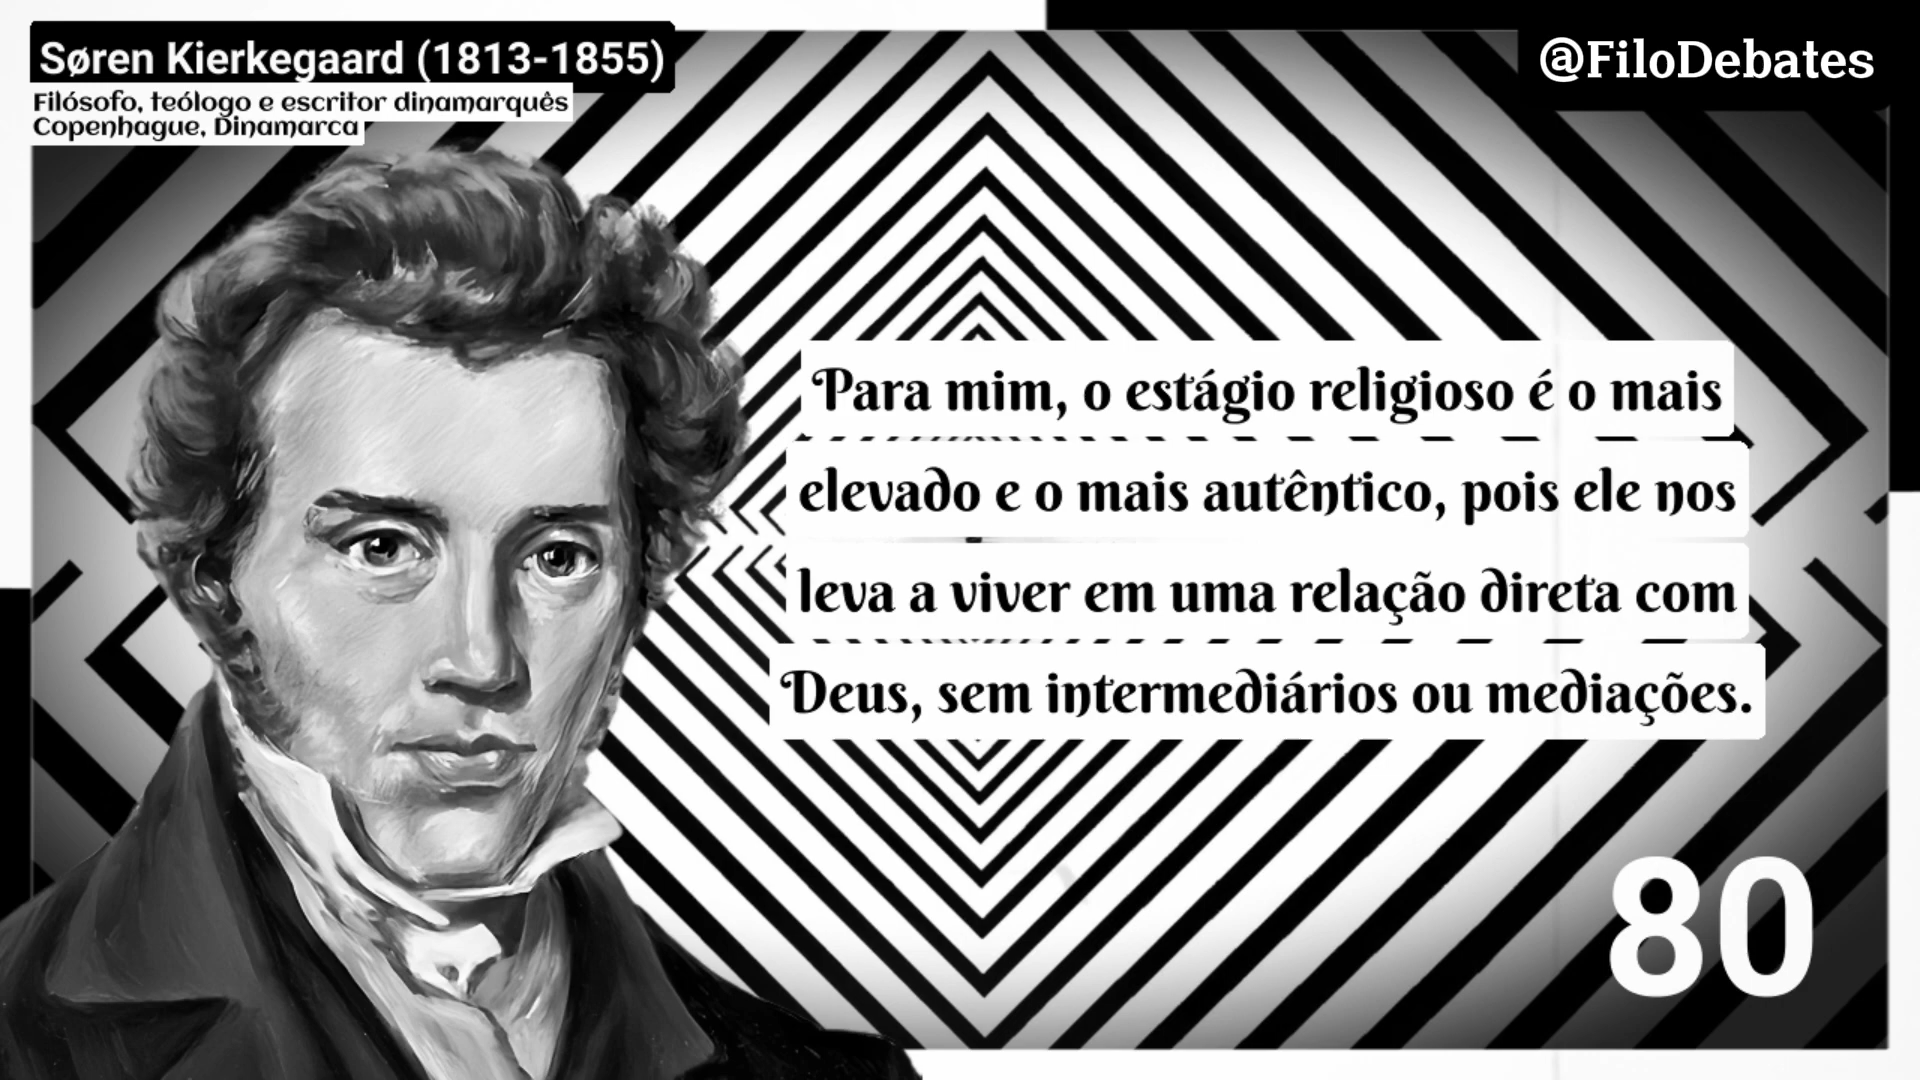 Søren Kierkegaard (1813-1855)
@FiloDebates
Filósofo, teólogo e escritor dinamarquês
Copenhague, Dinamarca
Para mim, o estágio religioso é o mais
elevado e o mais autêntico, pois ele nos
leva a viver em uma relação direta com
Deus, sem intermediários ou mediações.
80